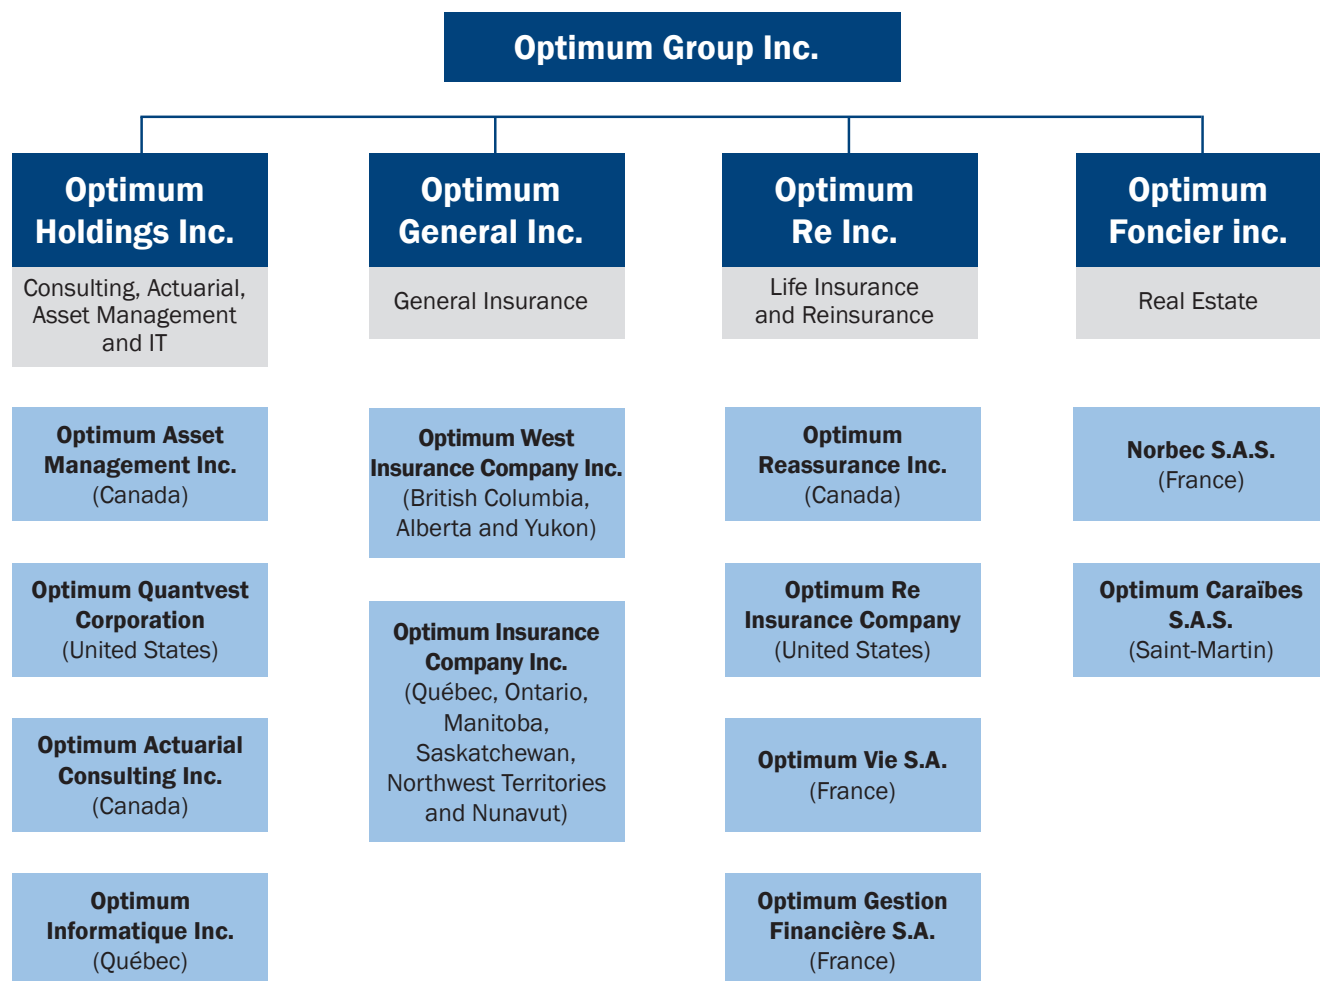 Optimum Group Inc.
Optimum
Holdings Inc.
Consulting, Actuarial,
Asset Management
and IT
Optimum Asset
Management Inc.
(Canada)
Optimum Quantvest
Corporation
(United States)
Optimum Actuarial
Consulting Inc.
(Canada)
Optimum
Informatique Inc.
(Québec)
Optimum
General Inc.
General Insurance
Optimum West
Insurance Company Inc.
(British Columbia,
Alberta and Yukon)
Optimum Insurance
Company Inc.
(Québec, Ontario,
Manitoba,
Saskatchewan,
Northwest Territories
and Nunavut)
Optimum
Re Inc.
Life Insurance
and Reinsurance
Optimum
Reassurance Inc.
(Canada)
Optimum Re
Insurance Company
(United States)
Optimum Vie S.A.
(France)
Optimum Gestion
Financière S.A.
(France)
Optimum
Foncier inc.
Real Estate
Norbec S.A.S.
(France)
Optimum Caraïbes
S.A.S.
(Saint-Martin)